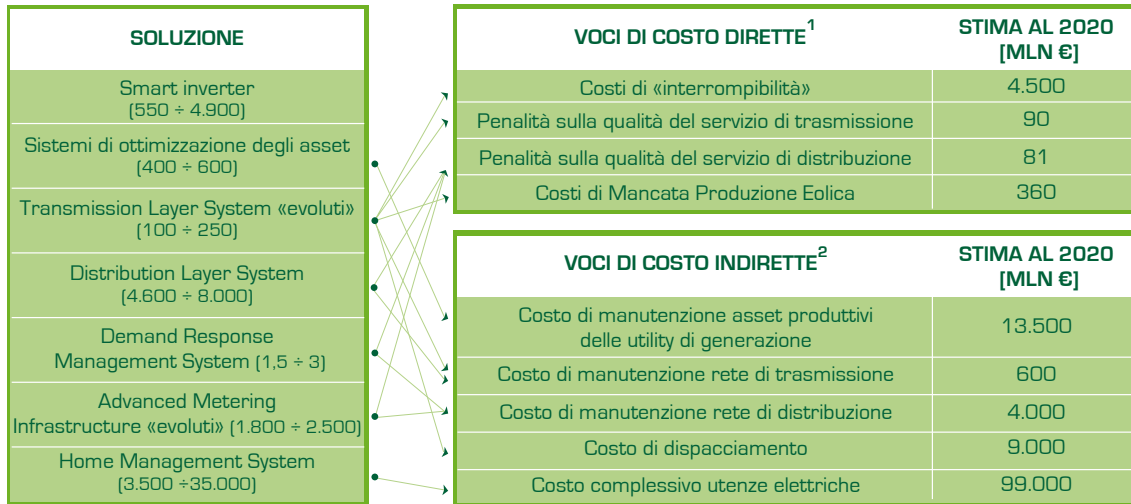 SOLUZIONE
Smart inverter
(550 ÷ 4.900)
Sistemi di ottimizzazione degli asset
(400 ÷ 600)
Transmission Layer System «evoluti»
(100 ÷ 250)
Distribution Layer System
(4.600 ÷ 8.000)
Demand Response
Management System (1,5 ÷ 3)
Advanced Metering
Infrastructure «evoluti» (1.800 ÷ 2.500)
Home Management System
(3.500 ÷35.000)
VOCI DI COSTO DIRETTE1
STIMA AL 2020
[MLN €]
Costi di «interrompibilità»
4.500
Penalità sulla qualità del servizio di trasmissione
90
Penalità sulla qualità del servizio di distribuzione
81
Costi di Mancata Produzione Eolica
360
VOCI DI COSTO INDIRETTE2
STIMA AL 2020
[MLN €]
Costo di manutenzione asset produttivi
delle utility di generazione
13.500
Costo di manutenzione rete di trasmissione
600
Costo di manutenzione rete di distribuzione
4.000
Costo di dispacciamento
9.000
Costo complessivo utenze elettriche
99.000